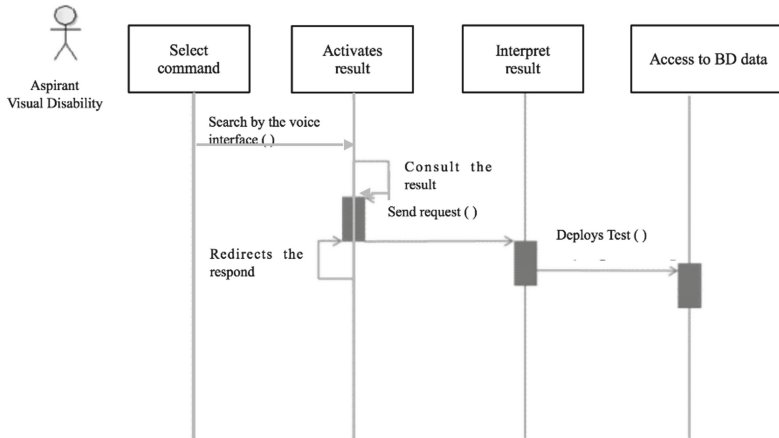 Aspirant
Visual Disability
Select
command
Activates
result
Interpret
result
Access to BD data
Search by the voice
interface ( )
Consult the
result
Send request ( )
Redirects the
respond
Deploys Test ( )